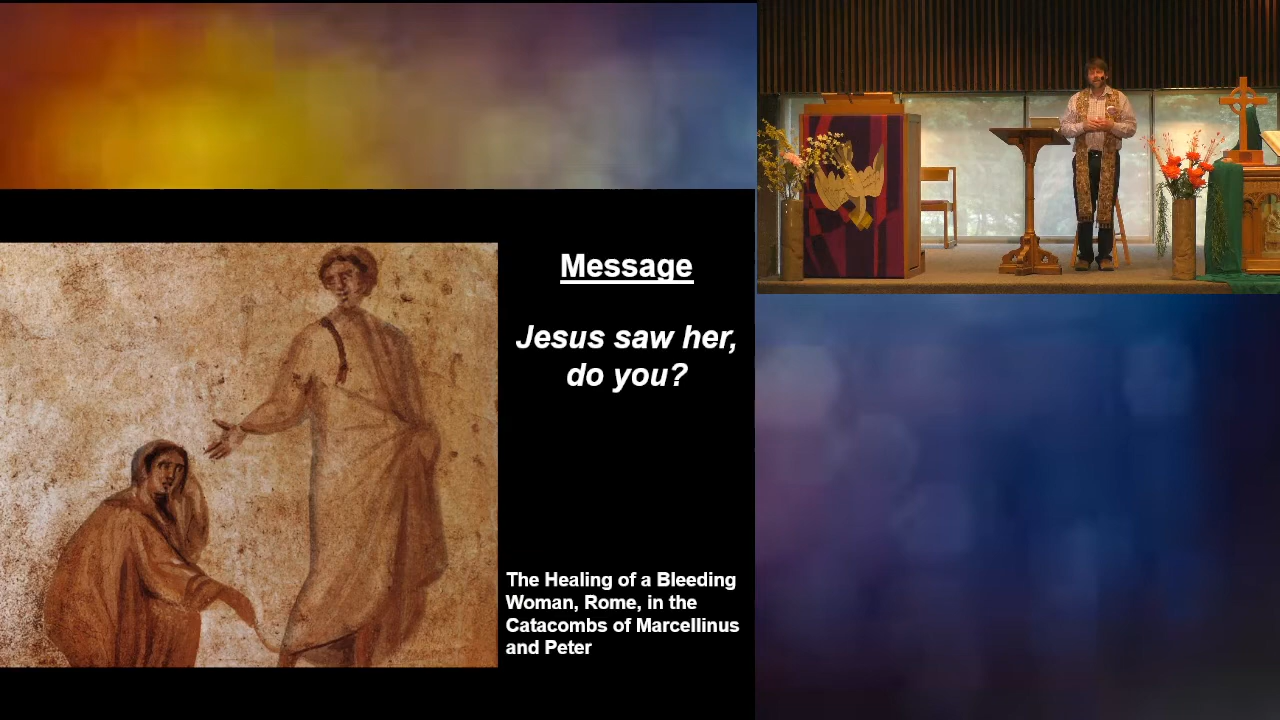 Message
Jesus saw her,
do you?
The Healing of a Bleeding
Woman, Rome, in the
Catacombs of Marcellinus
and Peter